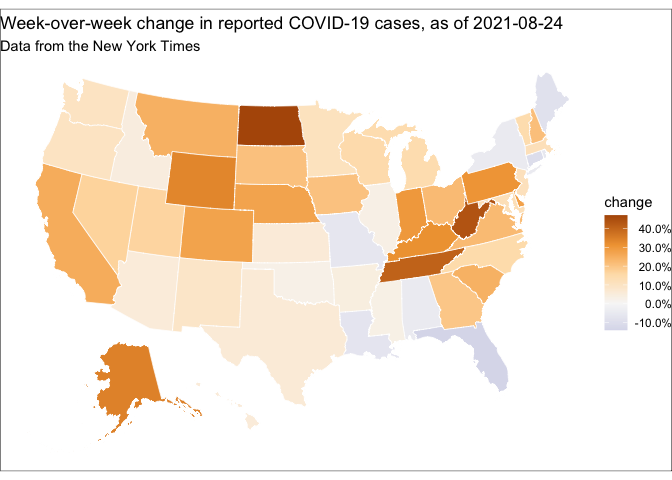 Week-over-week change in reported COVID-19 cases, as of 2021-08-24
Data from the New York Times
change
40.0%
30.0%
20.0%
10.0%
0.0%
-10.0%